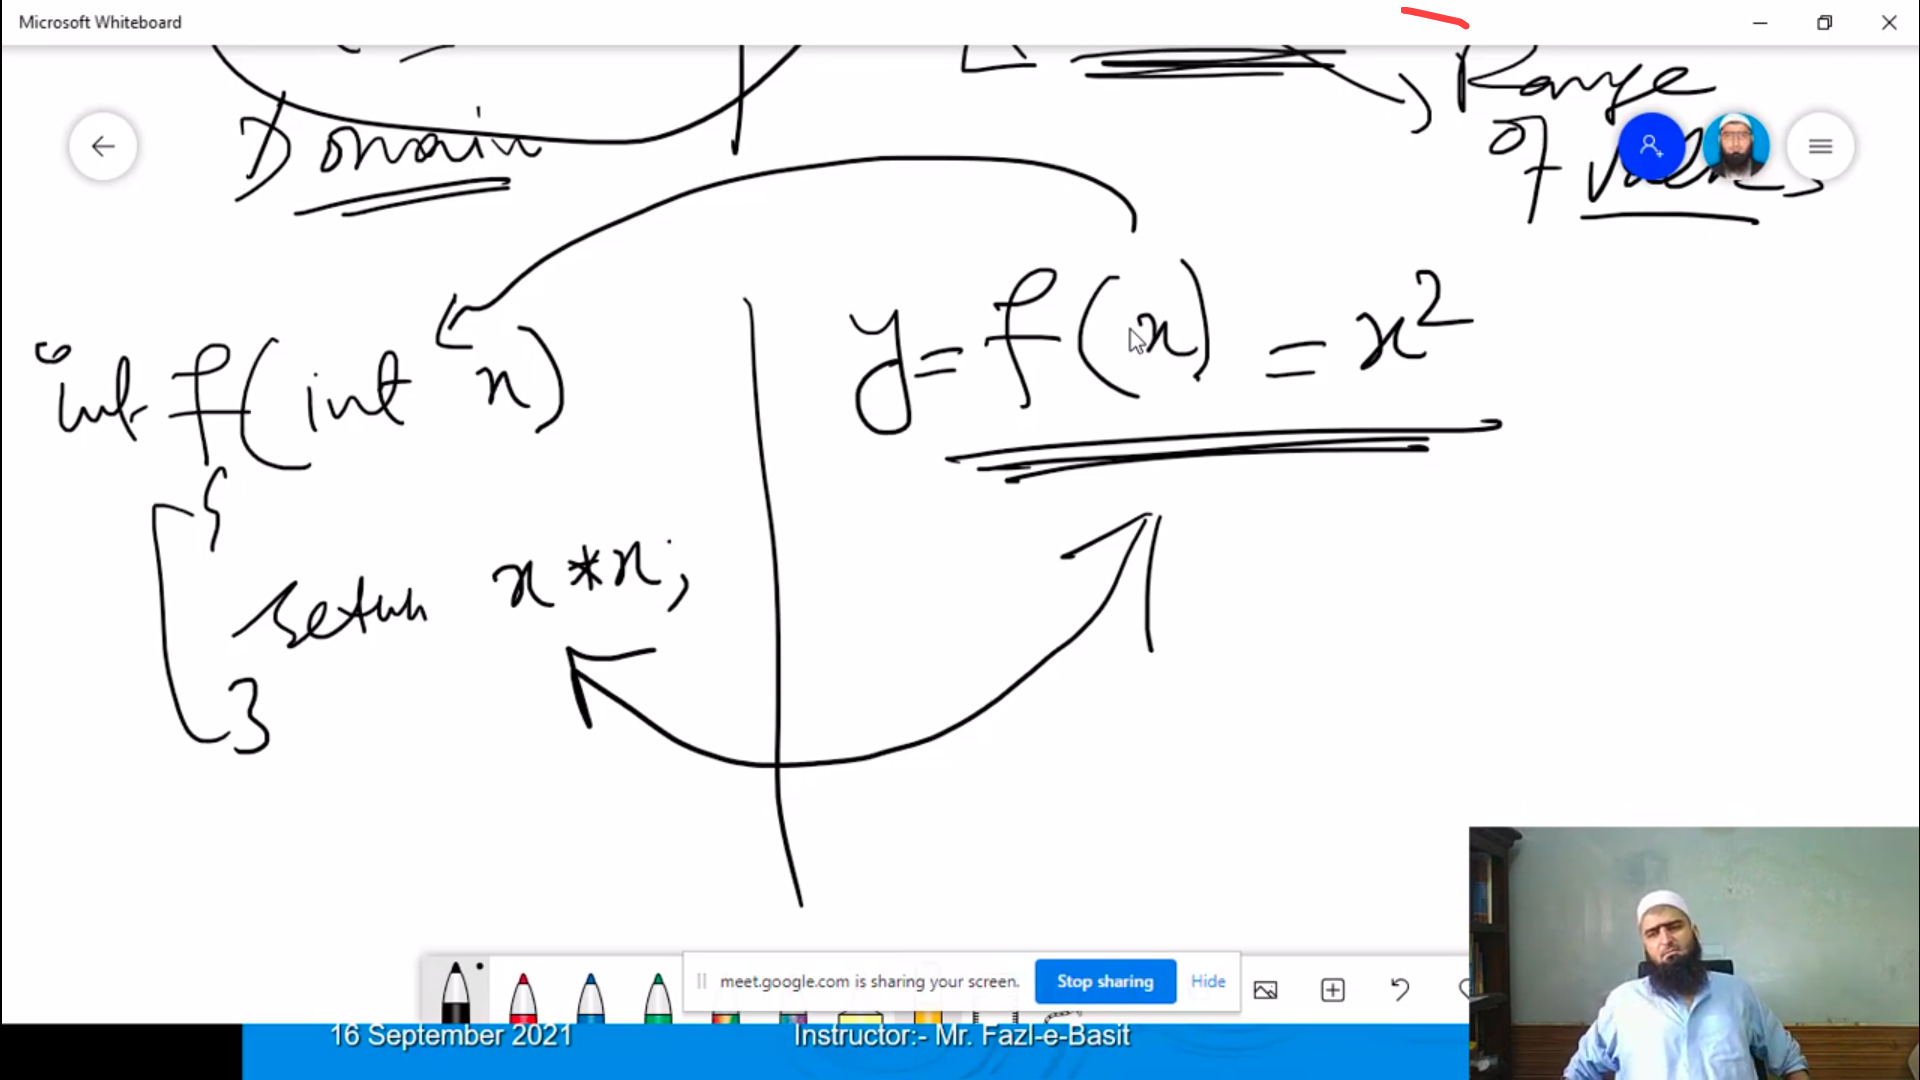 Microsoft Whiteboard
Domain
Range
of Values
int f(int x)
{
return x*x;
}
y = f(x) = x²
meet.google.com is sharing your screen.
Stop sharing
Hide
16 September 2021
Instructor:- Mr. Fazl-e-Basit